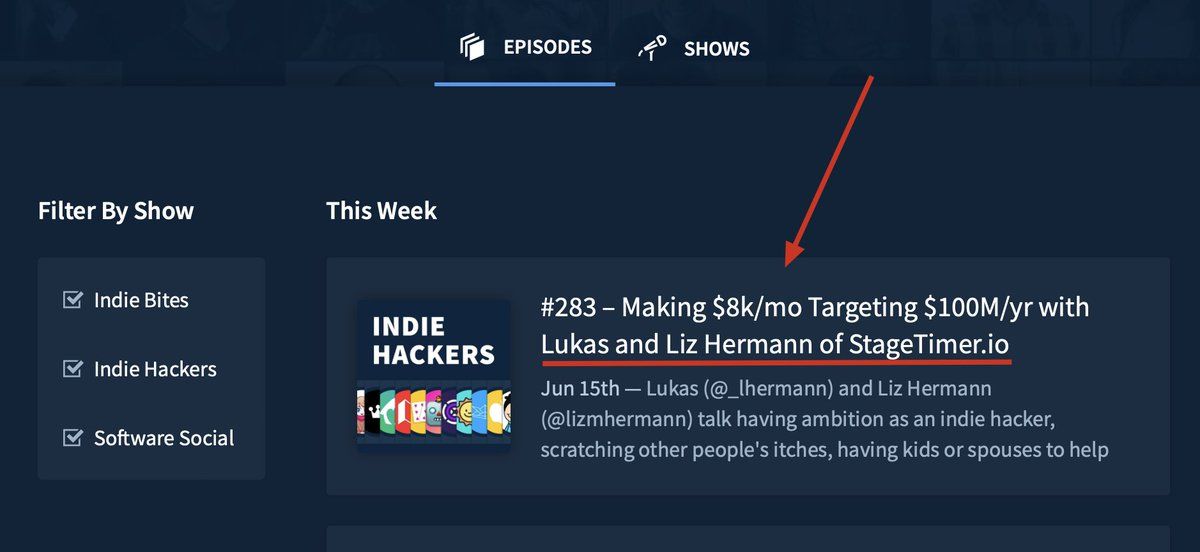 EPISODES
SHOWS
Filter By Show
This Week
Indie Bites
Indie Hackers
Software Social
INDIE
HACKERS
#283 – Making $8k/mo Targeting $100M/yr with
Lukas and Liz Hermann of StageTimer.io
Jun 15th — Lukas (@_lhermann) and Liz Hermann
(@lizmhermann) talk having ambition as an indie hacker,
scratching other people's itches, having kids or spouses to help